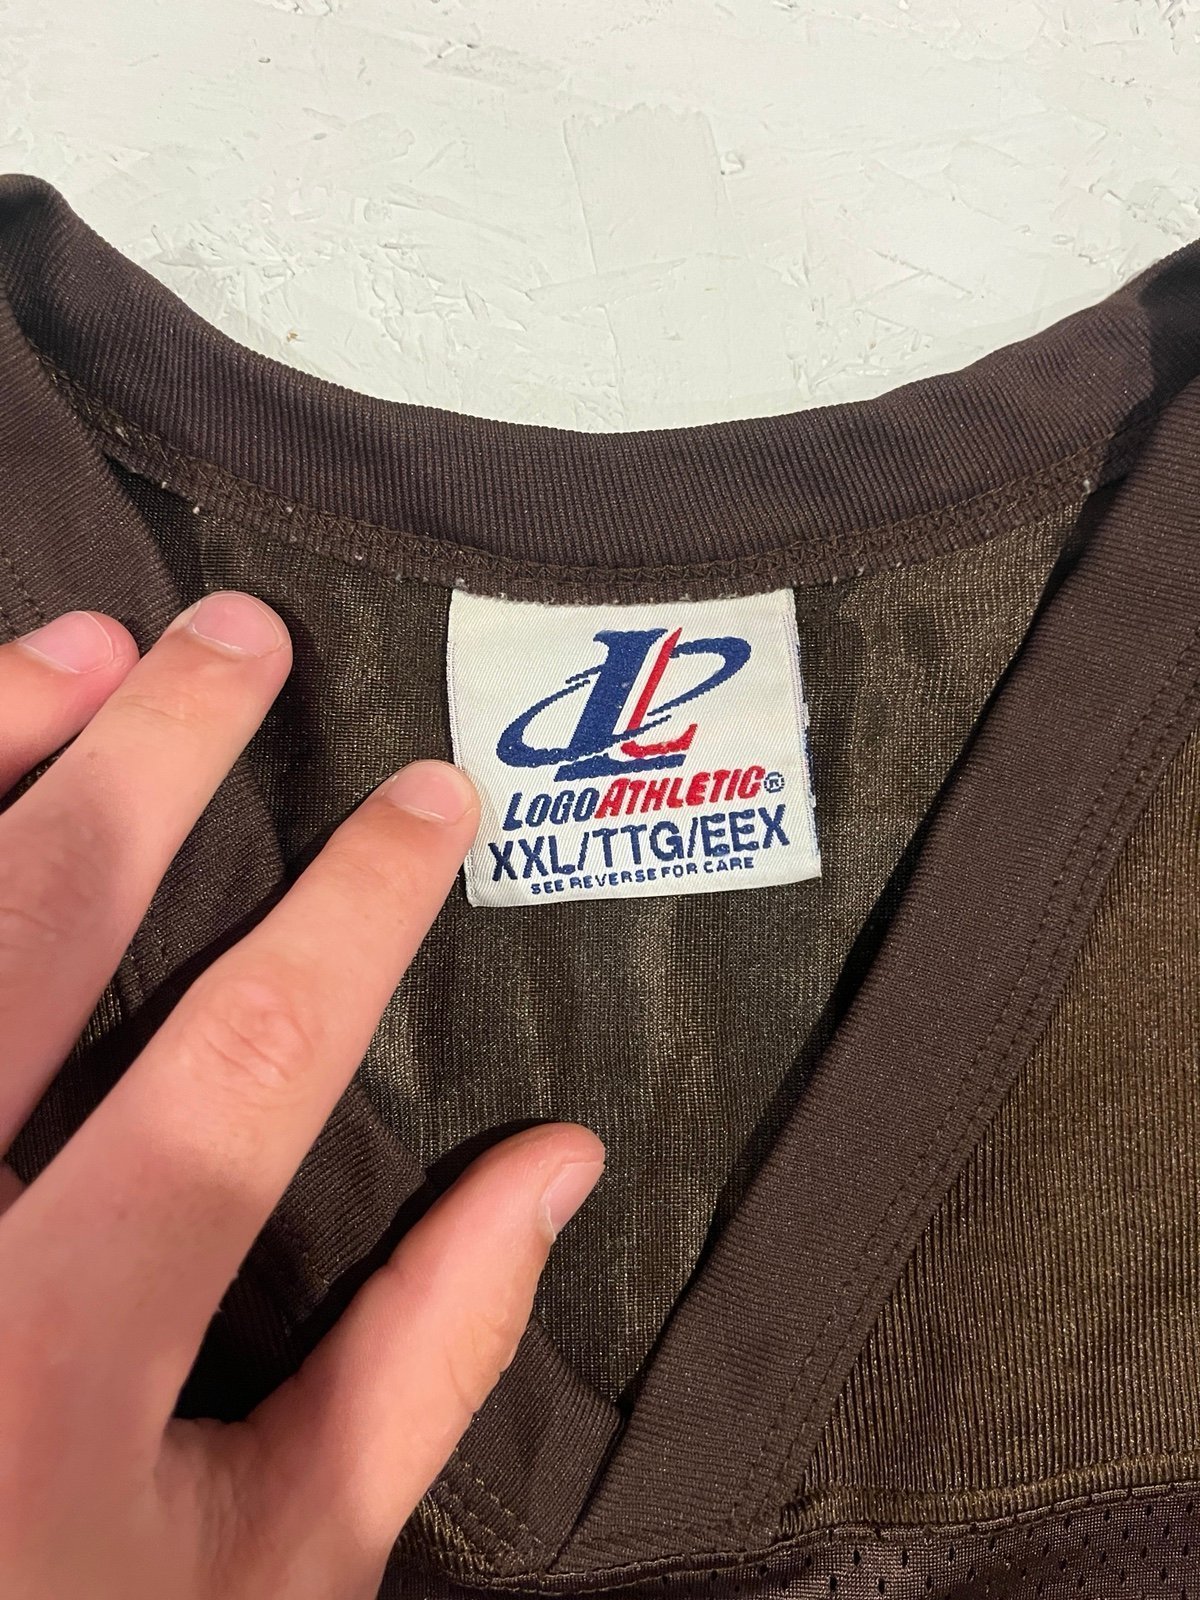 LOGOATHLETIC®
XXL/TTG/EEX
SEE REVERSE FOR CARE